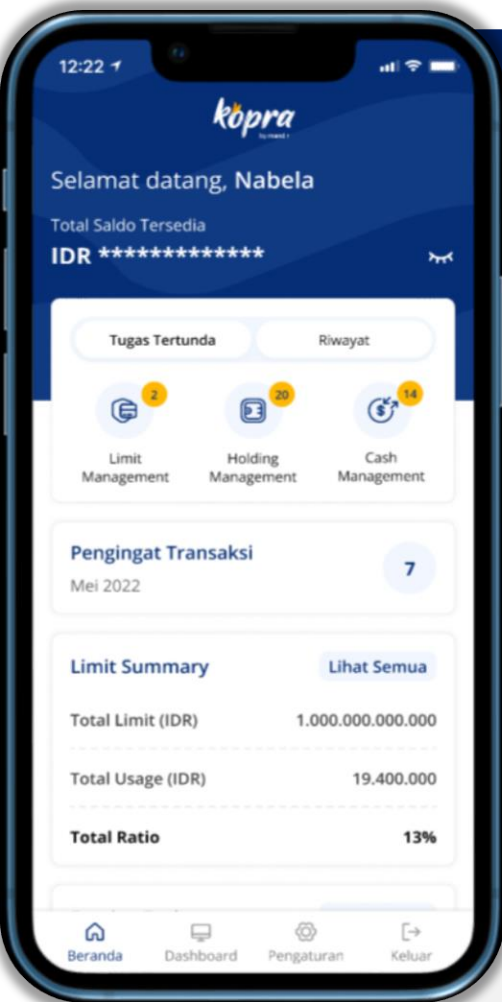 12:22
kopra
Selamat datang, Nabela
Total Saldo Tersedia
IDR *************
Tugas Tertunda
Riwayat
2
20
14
Limit Management
Holding Management
Cash Management
Pengingat Transaksi
Mei 2022
7
Limit Summary
Lihat Semua
Total Limit (IDR)
1.000.000.000.000
Total Usage (IDR)
19.400.000
Total Ratio
13%
Beranda
Dashboard
Pengaturan
Keluar